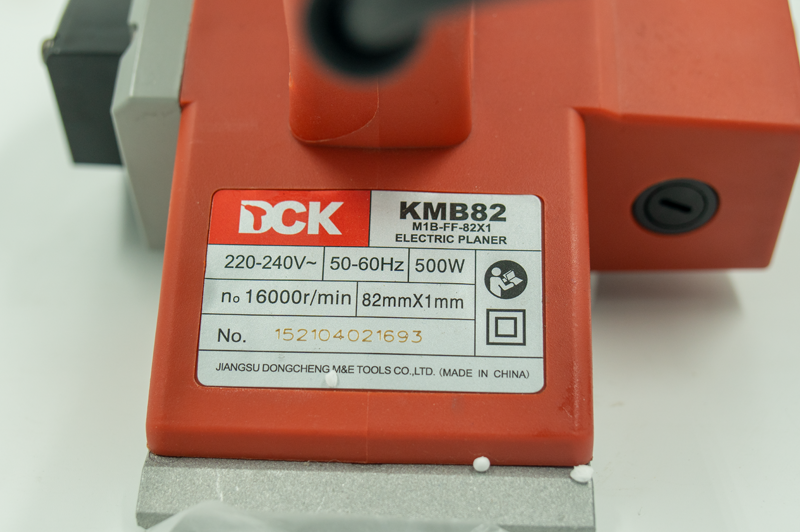 DCK
KMB82
M1B-FF-82X1
ELECTRIC PLANER
220-240V~ 50-60Hz 500W
no 16000r/min 82mmX1mm
No. 152104021693
JIANGSU DONGCHENG M&E TOOLS CO.,LTD. (MADE IN CHINA)